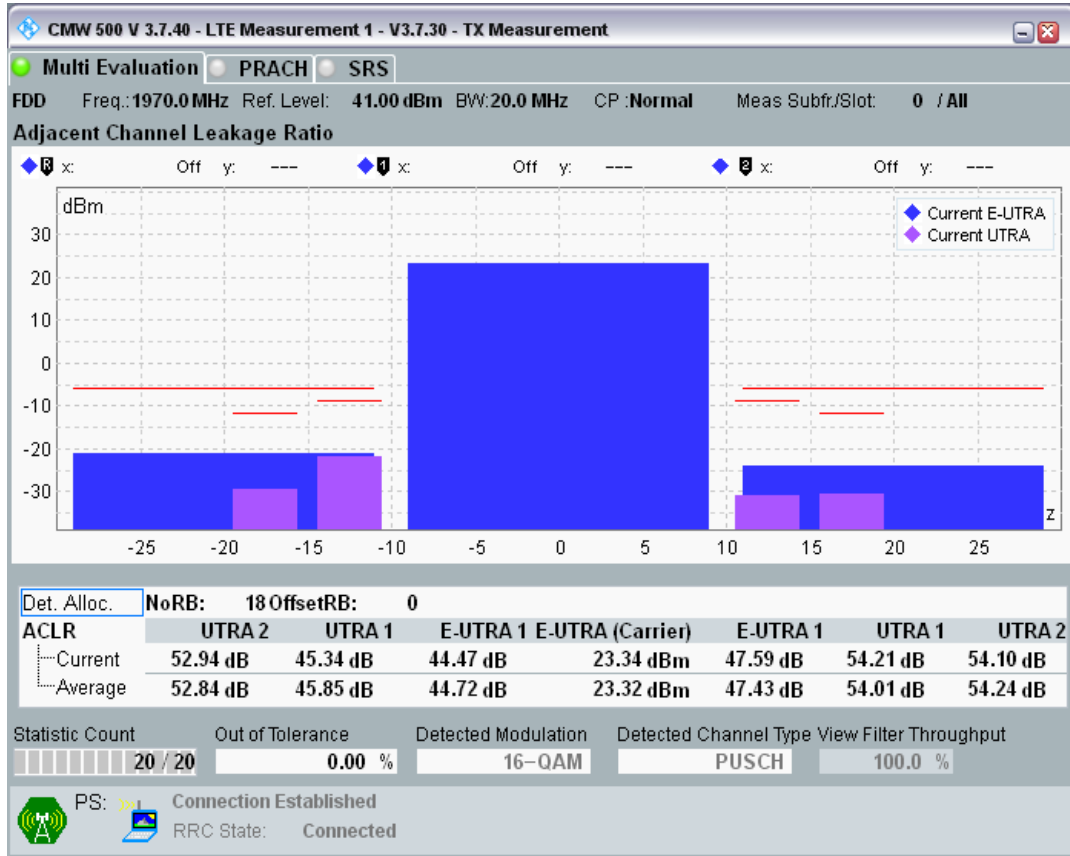 CMW 500 V 3.7.40 - LTE Measurement 1 - V3.7.30 - TX Measurement
Multi Evaluation PRACH SRS
FDD Freq.: 1970.0 MHz Ref. Level: 41.00 dBm BW: 20.0 MHz CP : Normal Meas Subfr./Slot: 0 / All
Adjacent Channel Leakage Ratio
R x: Off y: --- 1 x: Off y: --- 2 x: Off y: ---
dBm
Current E-UTRA
Current UTRA
30
20
10
0
-10
-20
-30
z
-25 -20 -15 -10 -5 0 5 10 15 20 25
Det. Alloc. NoRB: 18 OffsetRB: 0
ACLR UTRA 2 UTRA 1 E-UTRA 1 E-UTRA (Carrier) E-UTRA 1 UTRA 1 UTRA 2
Current 52.94 dB 45.34 dB 44.47 dB 23.34 dBm 47.59 dB 54.21 dB 54.10 dB
Average 52.84 dB 45.85 dB 44.72 dB 23.32 dBm 47.43 dB 54.01 dB 54.24 dB
Statistic Count Out of Tolerance Detected Modulation Detected Channel Type View Filter Throughput
20 / 20 0.00 % 16-QAM PUSCH 100.0 %
PS: Connection Established
RRC State: Connected